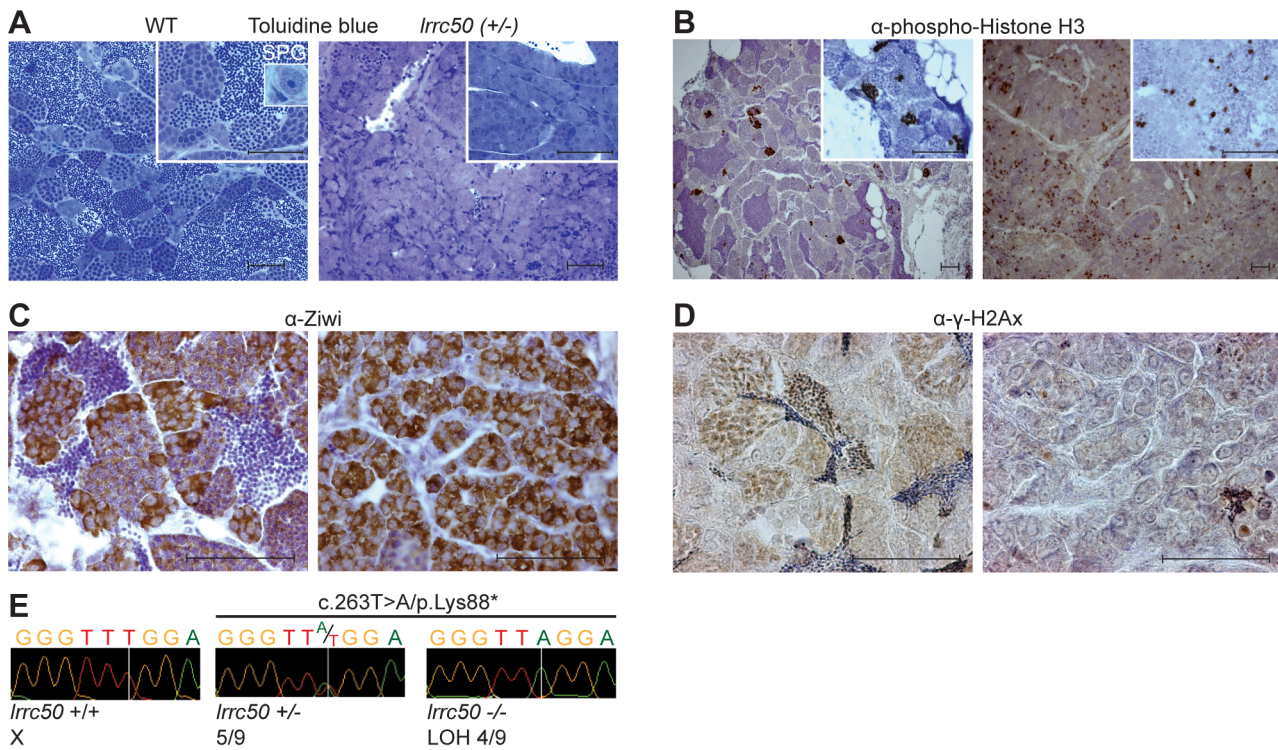 A WT Toluidine blue lrrc50 (+/-)
SPG
B α-phospho-Histone H3
C α-Ziwi
D α-γ-H2Ax
E c.263T>A/p.Lys88*
GGGTTTGGA GGGTTA/TGGA GGGTTAGGA
lrrc50 +/+ lrrc50 +/- lrrc50 -/-
X 5/9 LOH 4/9